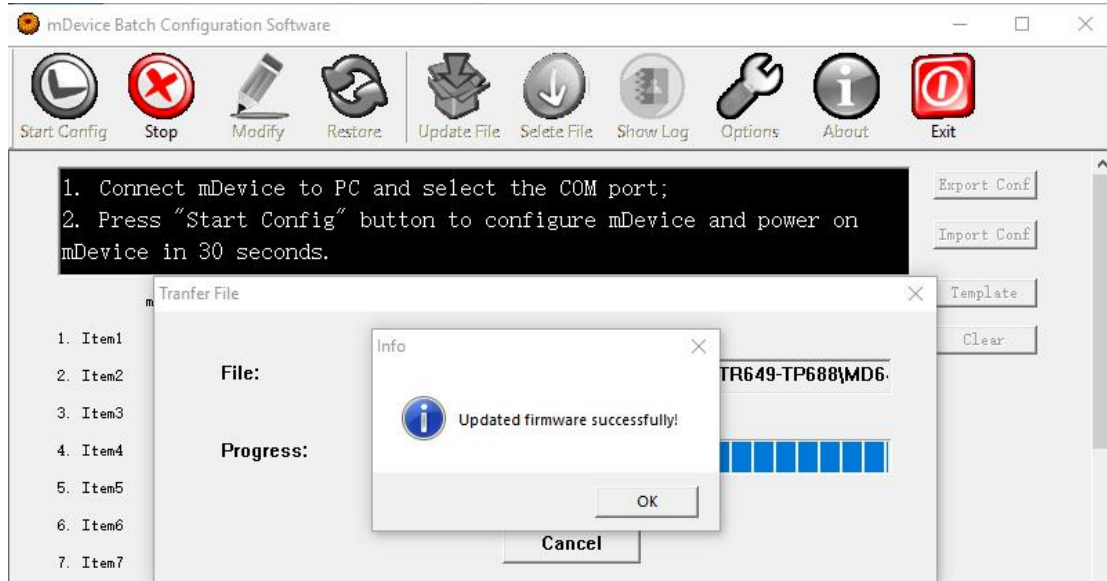 mDevice Batch Configuration Software
Start Config Stop Modify Restore Update File Selete File Show Log Options About Exit
1. Connect mDevice to PC and select the COM port;
2. Press "Start Config" button to configure mDevice and power on
mDevice in 30 seconds.
Export Conf
Import Conf
Template
Clear
m
Tranfer File
1. Item1
2. Item2
3. Item3
4. Item4
5. Item5
6. Item6
7. Item7
File:
TR649-TP688\MD6
Progress:
Info
Updated firmware successfully!
OK
Cancel